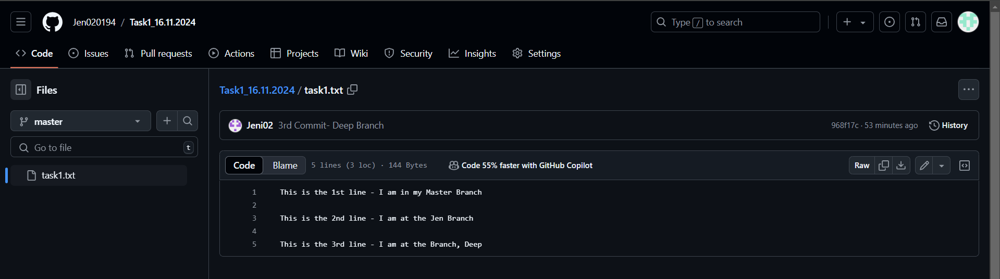 Jen020194 / Task1_16.11.2024
Type / to search
Code Issues Pull requests Actions Projects Wiki Security Insights Settings
Files
master
Go to file t
task1.txt
Task1_16.11.2024 / task1.txt
Jeni02 3rd Commit- Deep Branch
968f17c · 53 minutes ago History
Code Blame 5 lines (3 loc) · 144 Bytes Code 55% faster with GitHub Copilot Raw
1 This is the 1st line - I am in my Master Branch
2
3 This is the 2nd line - I am at the Jen Branch
4
5 This is the 3rd line - I am at the Branch, Deep